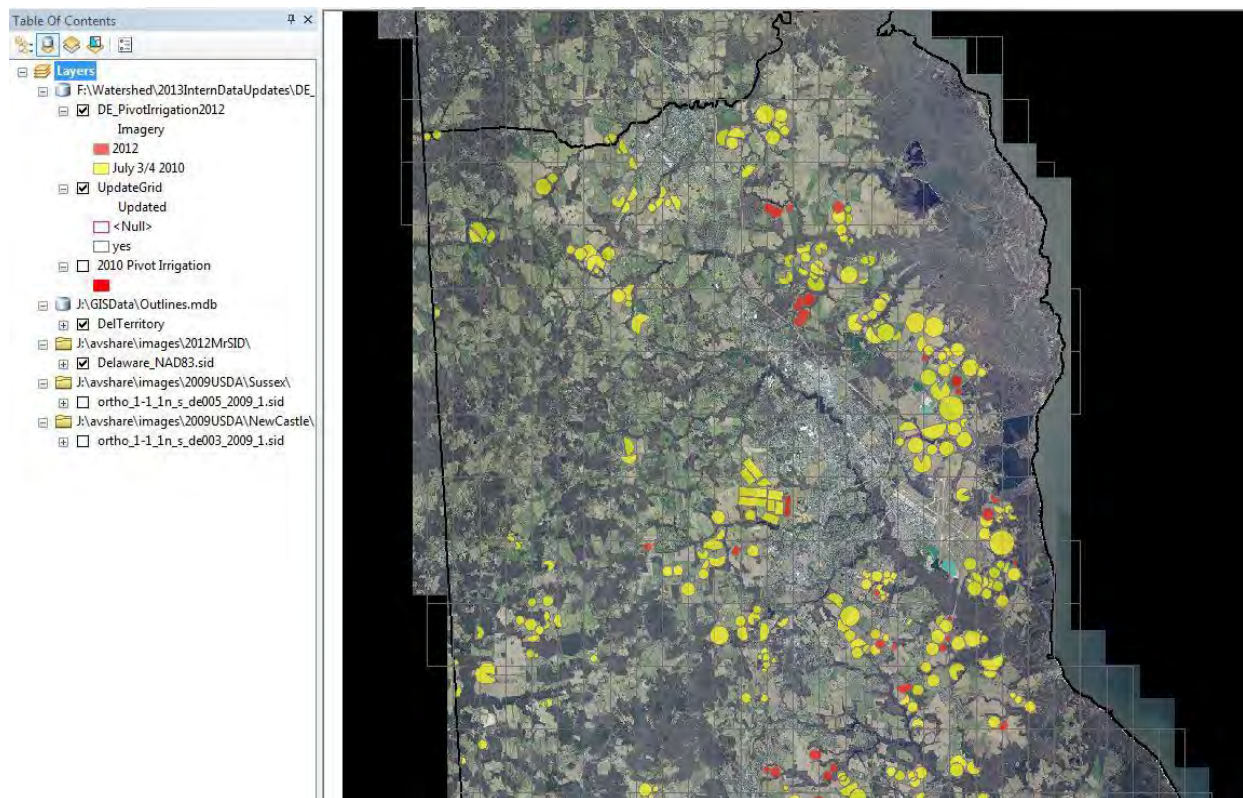 Table Of Contents
Layers
F:\Watershed\2013InternDataUpdates\DE_
DE_PivotIrrigation2012
Imagery
2012
July 3/4 2010
UpdateGrid
Updated
<Null>
yes
2010 Pivot Irrigation
J:\GISData\Outlines.mdb
DelTerritory
J:\avshare\images\2012MrSID\
Delaware_NAD83.sid
J:\avshare\images\2009USDA\Sussex\
ortho_1-1_1n_s_de005_2009_1.sid
J:\avshare\images\2009USDA\NewCastle\
ortho_1-1_1n_s_de003_2009_1.sid